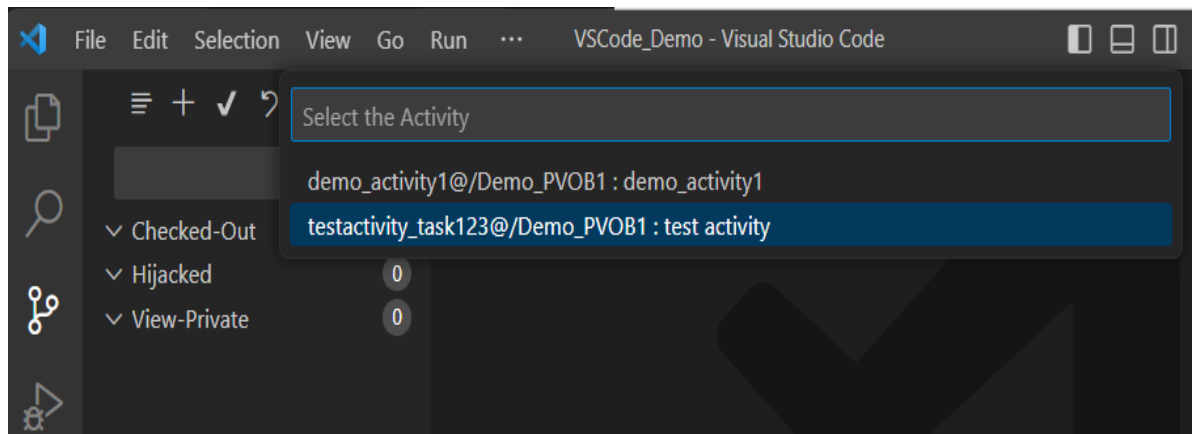 File Edit Selection View Go Run ··· VSCode_Demo - Visual Studio Code
Select the Activity
demo_activity1@/Demo_PVOB1 : demo_activity1
testactivity_task123@/Demo_PVOB1 : test activity
Checked-Out
Hijacked 0
View-Private 0